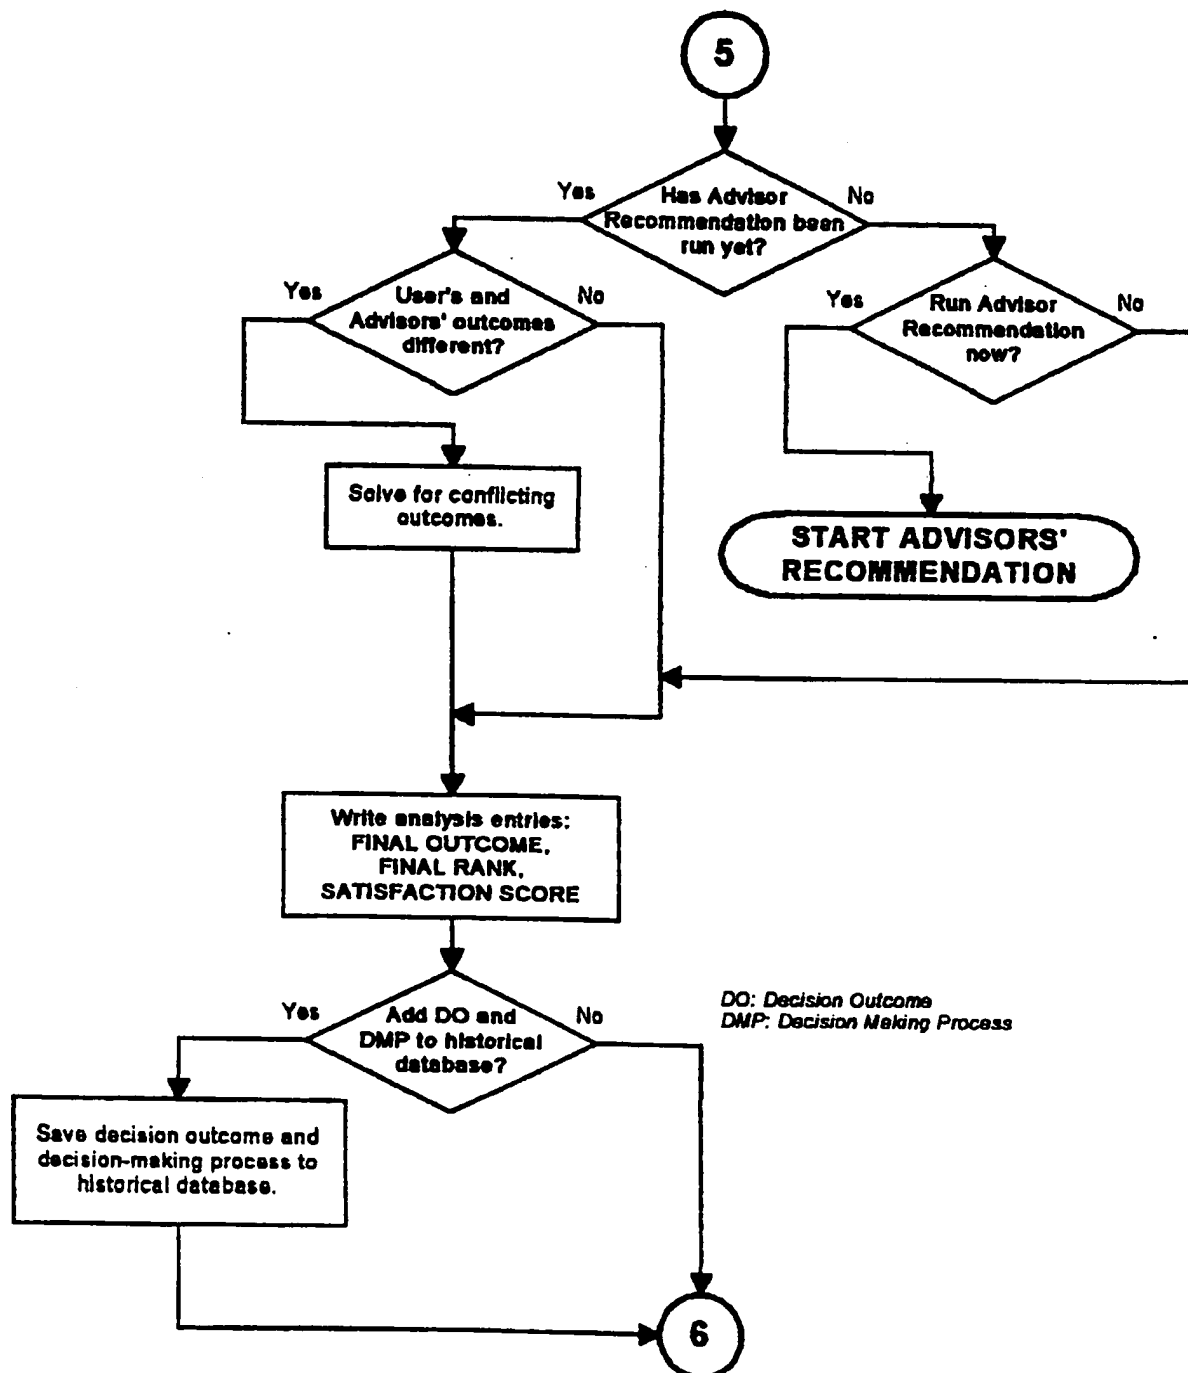 5
Yes
Has Advisor
Recommendation been
run yet?
No
Yes
User's and
Advisors' outcomes
different?
No
Yes
Run Advisor
Recommendation
now?
No
Solve for conflicting
outcomes.
START ADVISORS'
RECOMMENDATION
Write analysis entries:
FINAL OUTCOME,
FINAL RANK,
SATISFACTION SCORE
Yes
Add DO and
DMP to historical
database?
No
DO: Decision Outcome
DMP: Decision Making Process
Save decision outcome and
decision-making process to
historical database.
6